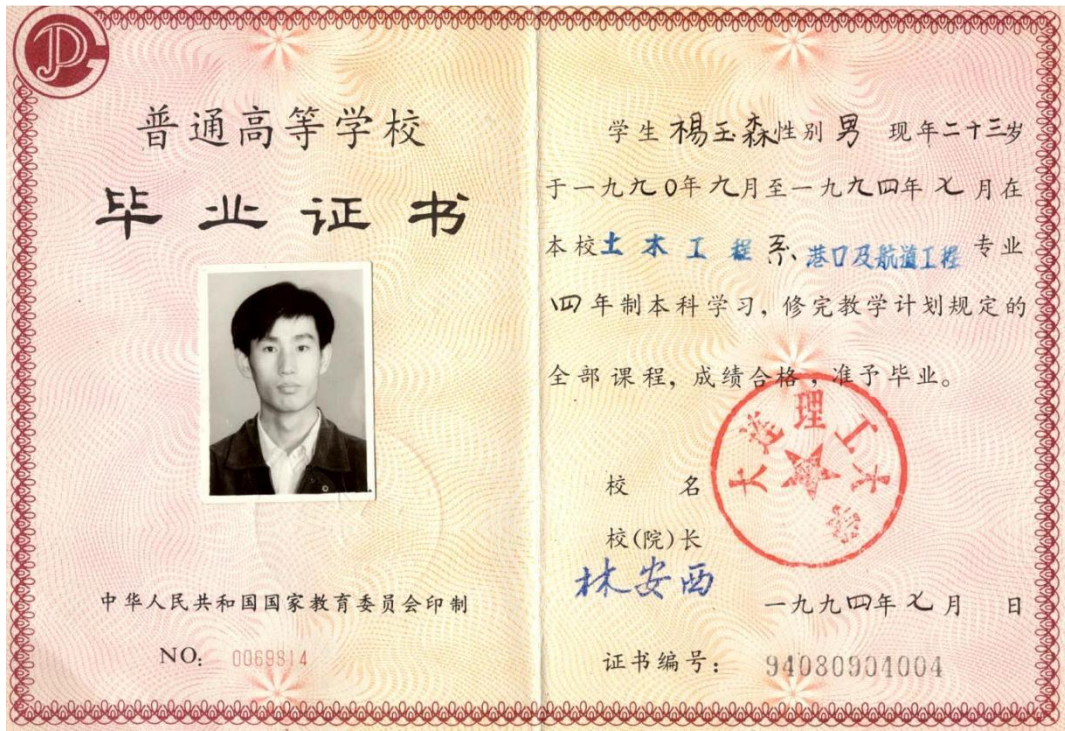 普通高等学校
毕业证书
中华人民共和国国家教育委员会印制
NO: 0069814
学生 楊玉森 性别 男 现年二十三岁
于一九九0年九月至一九九四年七月在
本校土木工程系 港口及航道工程 专业
四年制本科学习, 修完教学计划规定的
全部课程, 成绩合格, 准予毕业。
大连理工大学
校 名
校(院)长
林安西
一九九四年七月 日
证书编号: 94080904004